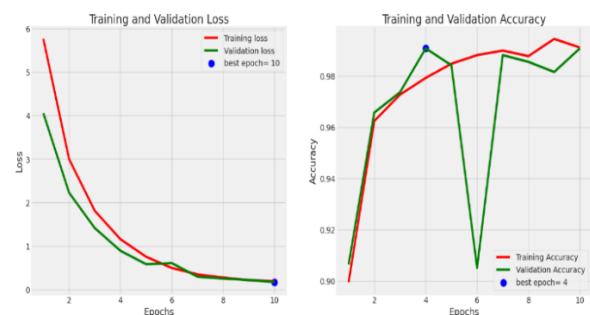 Training and Validation Loss
6
5
4
3
2
1
0
Loss
2
4
6
8
10
Epochs
Training loss
Validation loss
best epoch= 10
Training and Validation Accuracy
0.98
0.96
0.94
0.92
0.90
Accuracy
2
4
6
8
10
Epochs
Training Accuracy
Validation Accuracy
best epoch= 4